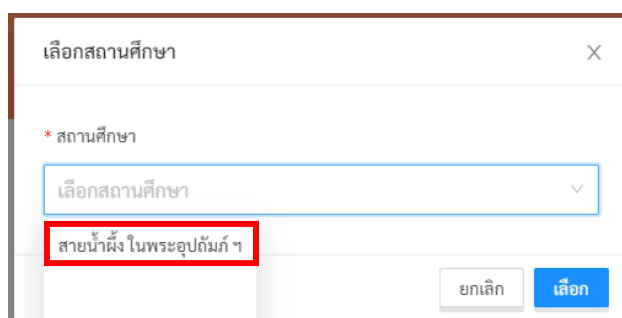 เลือกสถานศึกษา
* สถานศึกษา
เลือกสถานศึกษา
สายน้ำผึ้ง ในพระอุปถัมภ์ ฯ
ยกเลิก เลือก